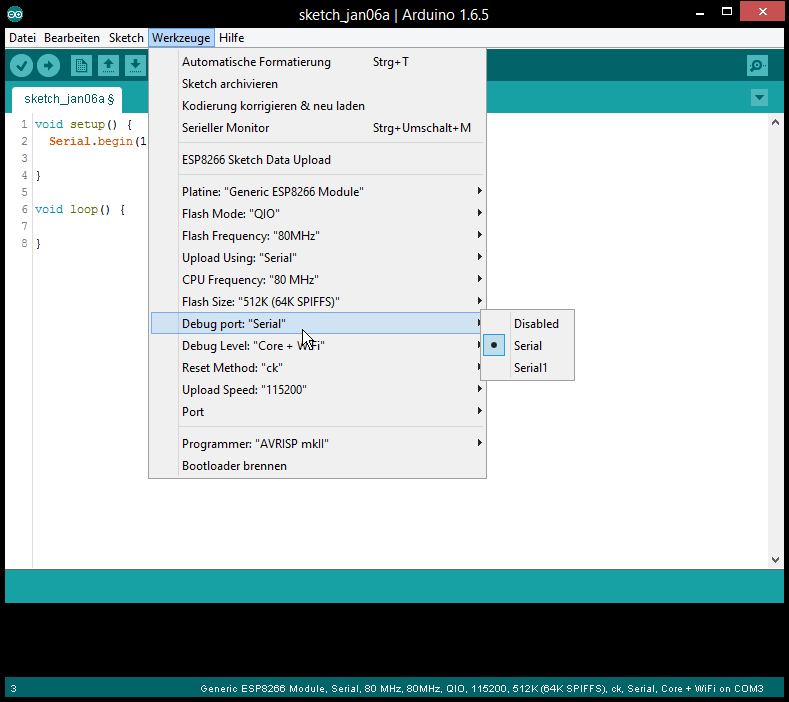 sketch_jan06a | Arduino 1.6.5
Datei Bearbeiten Sketch Werkzeuge Hilfe
Automatische Formatierung Strg+T
Sketch archivieren
Kodierung korrigieren & neu laden
Serieller Monitor Strg+Umschalt+M
ESP8266 Sketch Data Upload
Platine: "Generic ESP8266 Module"
Flash Mode: "QIO"
Flash Frequency: "80MHz"
Upload Using: "Serial"
CPU Frequency: "80 MHz"
Flash Size: "512K (64K SPIFFS)"
Debug port: "Serial"
Debug Level: "Core + WiFi"
Reset Method: "ck"
Upload Speed: "115200"
Port
Programmer: "AVRISP mkII"
Bootloader brennen
Disabled
Serial
Serial1
sketch_jan06a §
1 void setup() {
2 Serial.begin(1
3
4 }
5
6 void loop() {
7
8 }
3 Generic ESP8266 Module, Serial, 80 MHz, 80MHz, QIO, 115200, 512K (64K SPIFFS), ck, Serial, Core + WiFi on COM3